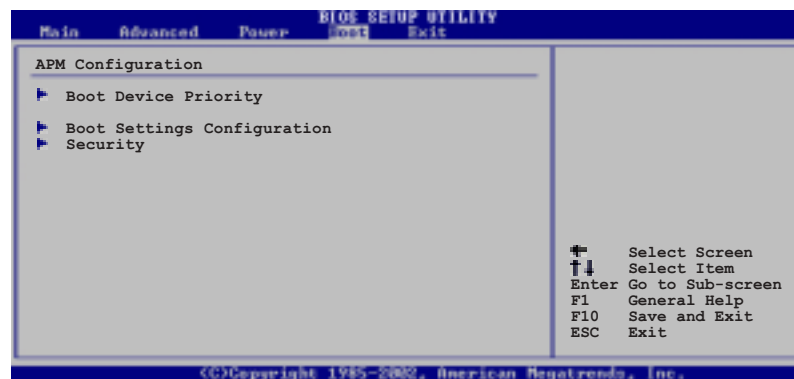 BIOS SETUP UTILITY
Main Advanced Power Boot Exit
APM Configuration
Boot Device Priority
Boot Settings Configuration
Security
Select Screen
Select Item
Enter Go to Sub-screen
F1 General Help
F10 Save and Exit
ESC Exit
(C)Copyright 1985-2002, American Megatrends, Inc.